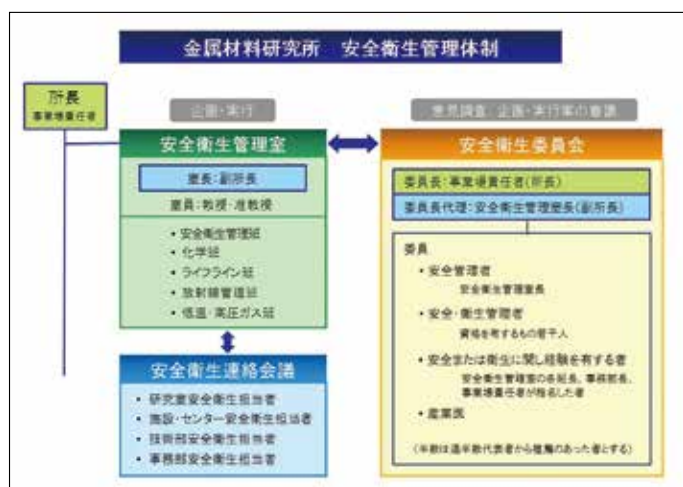 金属材料研究所　安全衛生管理体制
所長
事業場責任者
企画・実行
安全衛生管理室
室長：副所長
室員：教授・准教授
• 安全衛生管理班
• 化学班
• ライフライン班
• 放射線管理班
• 低温・高圧ガス班
安全衛生連絡会議
• 研究室安全衛生担当者
• 施設・センター安全衛生担当者
• 技術部安全衛生担当者
• 事務部安全衛生担当者
意見調査、企画・実行案の審議
安全衛生委員会
委員長：事業場責任者（所長）
委員長代理：安全衛生管理室長（副所長）
委員
• 安全管理者
安全衛生管理室長
• 安全・衛生管理者
資格を有するもの若干人
• 安全または衛生に関し経験を有する者
安全衛生管理室の各班長、事務部長、
事業場責任者が指名した者
• 産業医
（半数は過半数代表者から推薦のあった者とする）